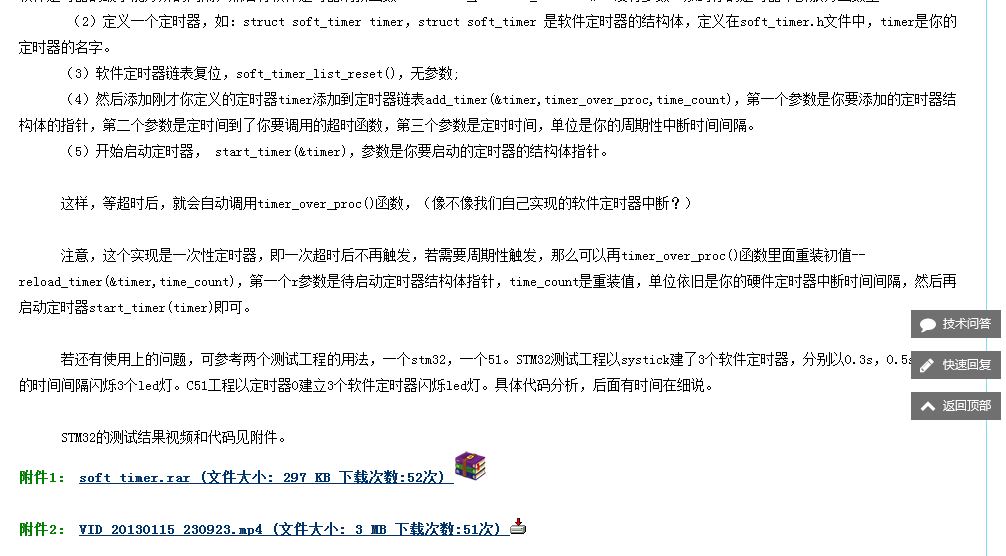 （2）定义一个定时器，如：struct soft_timer timer，struct soft_timer 是软件定时器的结构体，定义在soft_timer.h文件中，timer是你的
定时器的名字。
（3）软件定时器链表复位，soft_timer_list_reset()，无参数;
（4）然后添加刚才你定义的定时器timer添加到定时器链表add_timer(&timer,timer_over_proc,time_count)，第一个参数是你要添加的定时器结
构体的指针，第二个参数是定时间到了你要调用的超时函数，第三个参数是定时时间，单位是你的周期性中断时间间隔。
（5）开始启动定时器， start_timer(&timer)，参数是你要启动的定时器的结构体指针。
这样，等超时后，就会自动调用timer_over_proc()函数，（像不像我们自己实现的软件定时器中断？）
注意，这个实现是一次性定时器，即一次超时后不再触发，若需要周期性触发，那么可以再timer_over_proc()函数里面重装初值--
reload_timer(&timer,time_count)，第一个r参数是待启动定时器结构体指针，time_count是重装值，单位依旧是你的硬件定时器中断时间间隔，然后再
启动定时器start_timer(timer)即可。
若还有使用上的问题，可参考两个测试工程的用法，一个stm32，一个51。STM32测试工程以systick建了3个软件定时器，分别以0.3s，0.5s
的时间间隔闪烁3个led灯。C51工程以定时器0建立3个软件定时器闪烁led灯。具体代码分析，后面有时间在细说。
STM32的测试结果视频和代码见附件。
附件1： soft timer.rar (文件大小: 297 KB 下载次数:52次)
附件2： VID 20130115 230923.mp4 (文件大小: 3 MB 下载次数:51次)
技术问答
快速回复
返回顶部